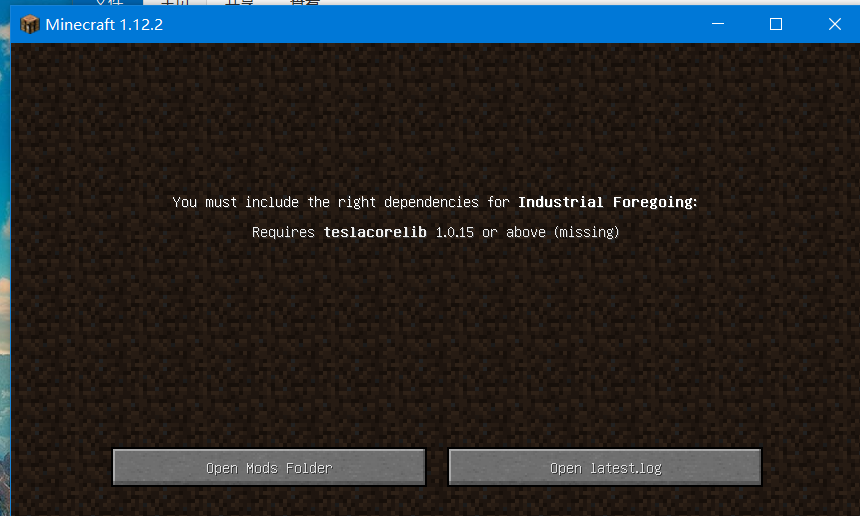 Minecraft 1.12.2
You must include the right dependencies for Industrial Foregoing:
Requires teslacorelib 1.0.15 or above (missing)
Open Mods Folder
Open latest.log